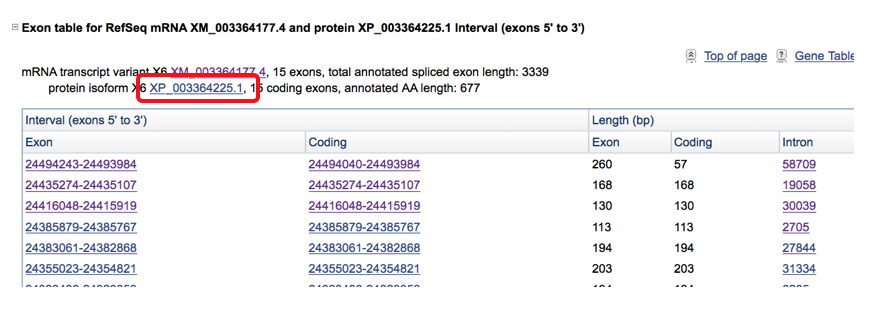 Exon table for RefSeq mRNA XM_003364177.4 and protein XP_003364225.1 Interval (exons 5' to 3')
Top of page Gene Table
mRNA transcript variant X6 XM_003364177.4, 15 exons, total annotated spliced exon length: 3339
protein isoform X6 XP_003364225.1, 15 coding exons, annotated AA length: 677
Interval (exons 5' to 3') Length (bp)
Exon Coding Exon Coding Intron
24494243-24493984 24494040-24493984 260 57 58709
24435274-24435107 24435274-24435107 168 168 19058
24416048-24415919 24416048-24415919 130 130 30039
24385879-24385767 24385879-24385767 113 113 2705
24383061-24382868 24383061-24382868 194 194 27844
24355023-24354821 24355023-24354821 203 203 31334